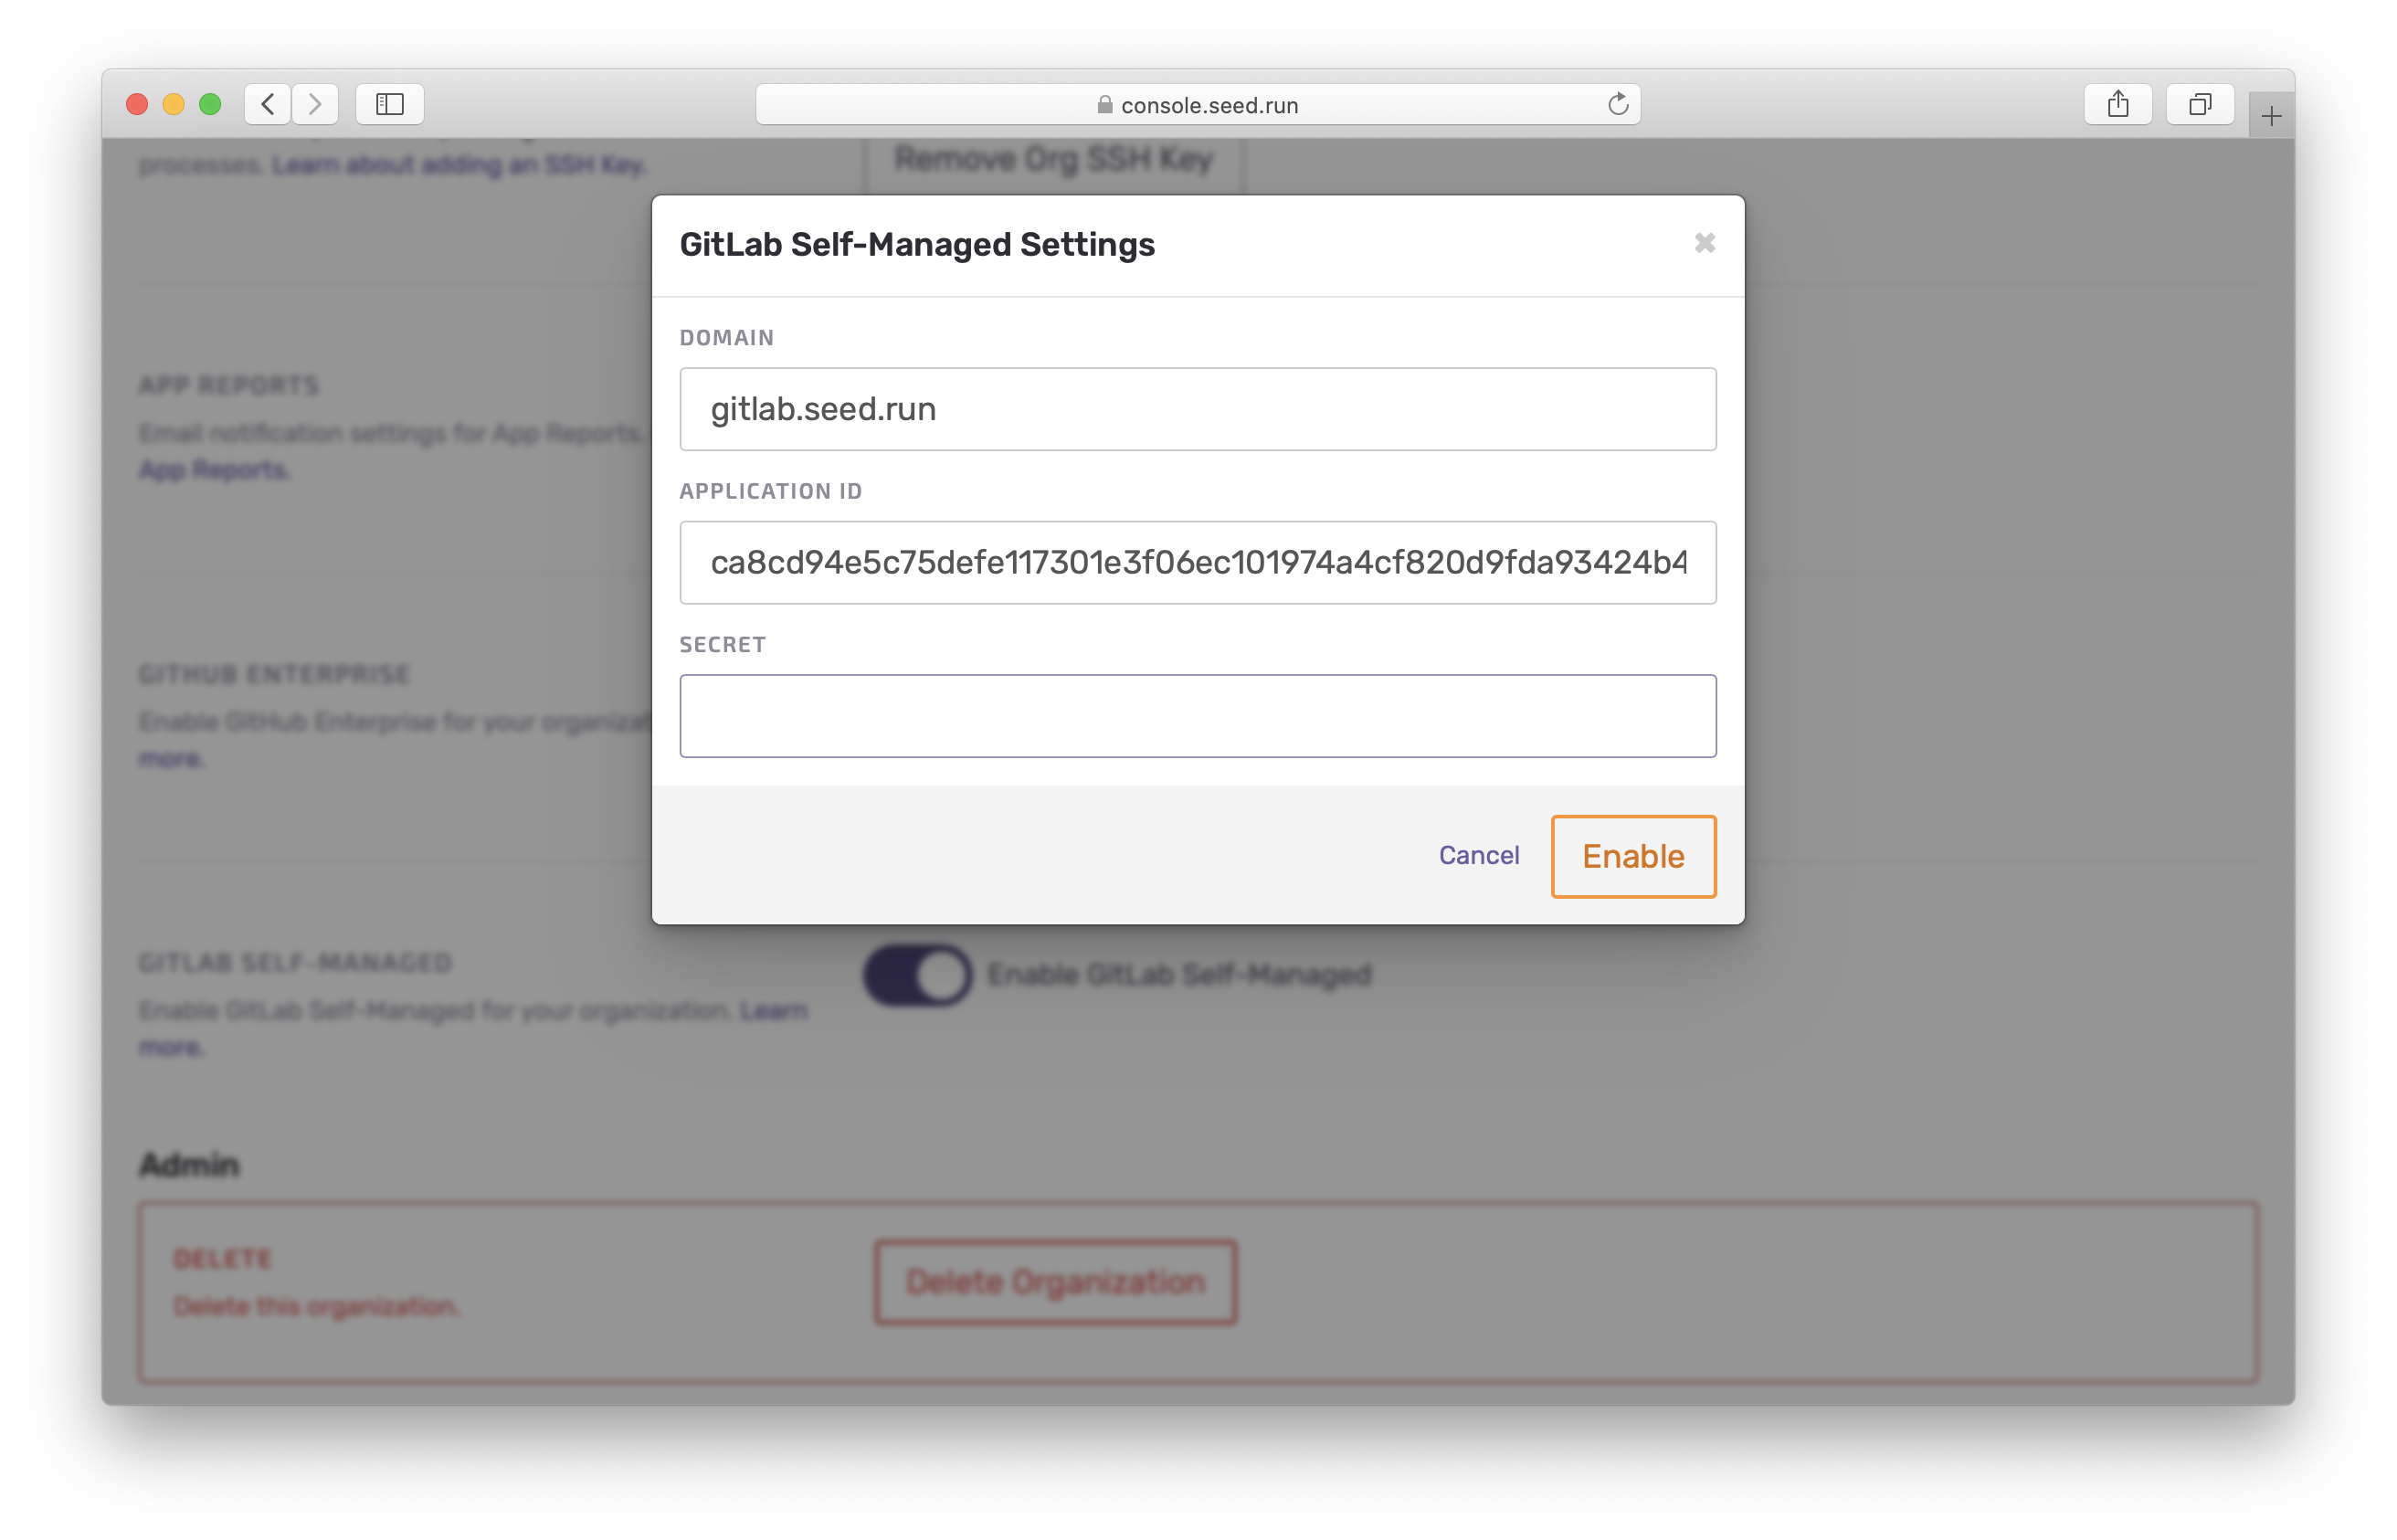 console.seed.run
processes. Learn about adding an SSH Key.
Remove Org SSH Key
GitLab Self-Managed Settings
DOMAIN
gitlab.seed.run
APPLICATION ID
ca8cd94e5c75defe117301e3f06ec101974a4cf820d9fda93424b4
SECRET
Cancel
Enable
APP REPORTS
Email notification settings for App Reports.
App Reports.
GITHUB ENTERPRISE
Enable GitHub Enterprise for your organizat
more.
GITLAB SELF-MANAGED
Enable GitLab Self-Managed for your organization. Learn
more.
Enable GitLab Self-Managed
Admin
DELETE
Delete this organization.
Delete Organization